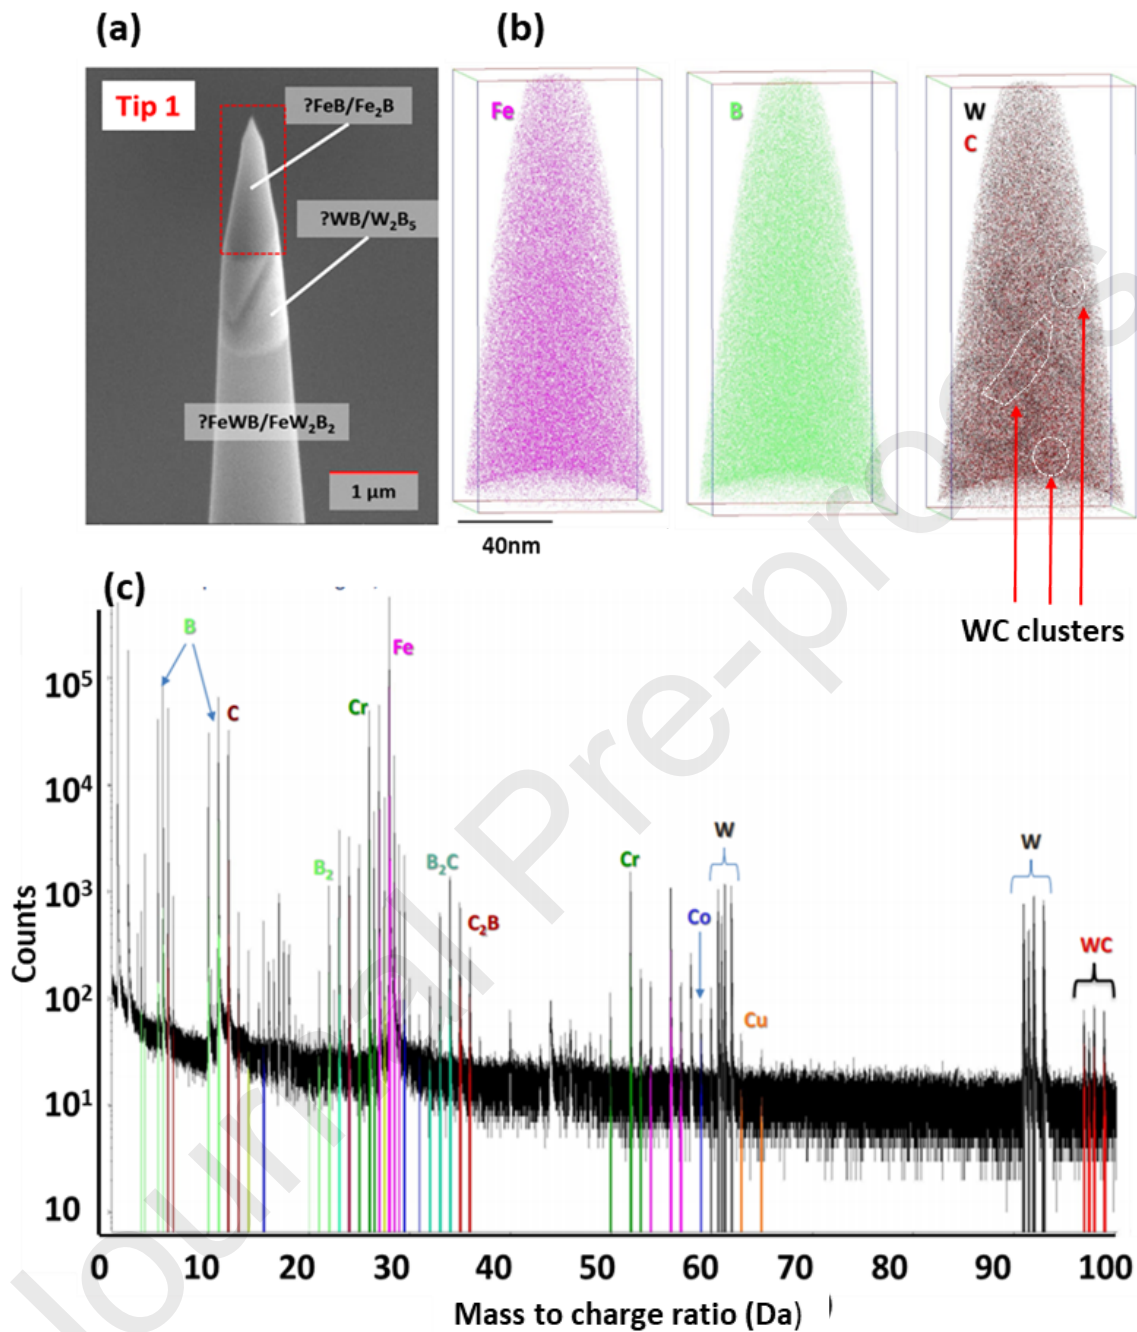 (a)
(b)
Tip 1
?FeB/Fe₂B
?WB/W₂B₅
?FeWB/FeW₂B₂
1 µm
Fe
B
W
C
40nm
WC clusters
(c)
B
C
Cr
Fe
B₂
B₂C
C₂B
Cr
Co
W
Cu
W
WC
Counts
10⁵
10⁴
10³
10²
10¹
10
0 10 20 30 40 50 60 70 80 90 100
Mass to charge ratio (Da)
Journal Pre-proofs